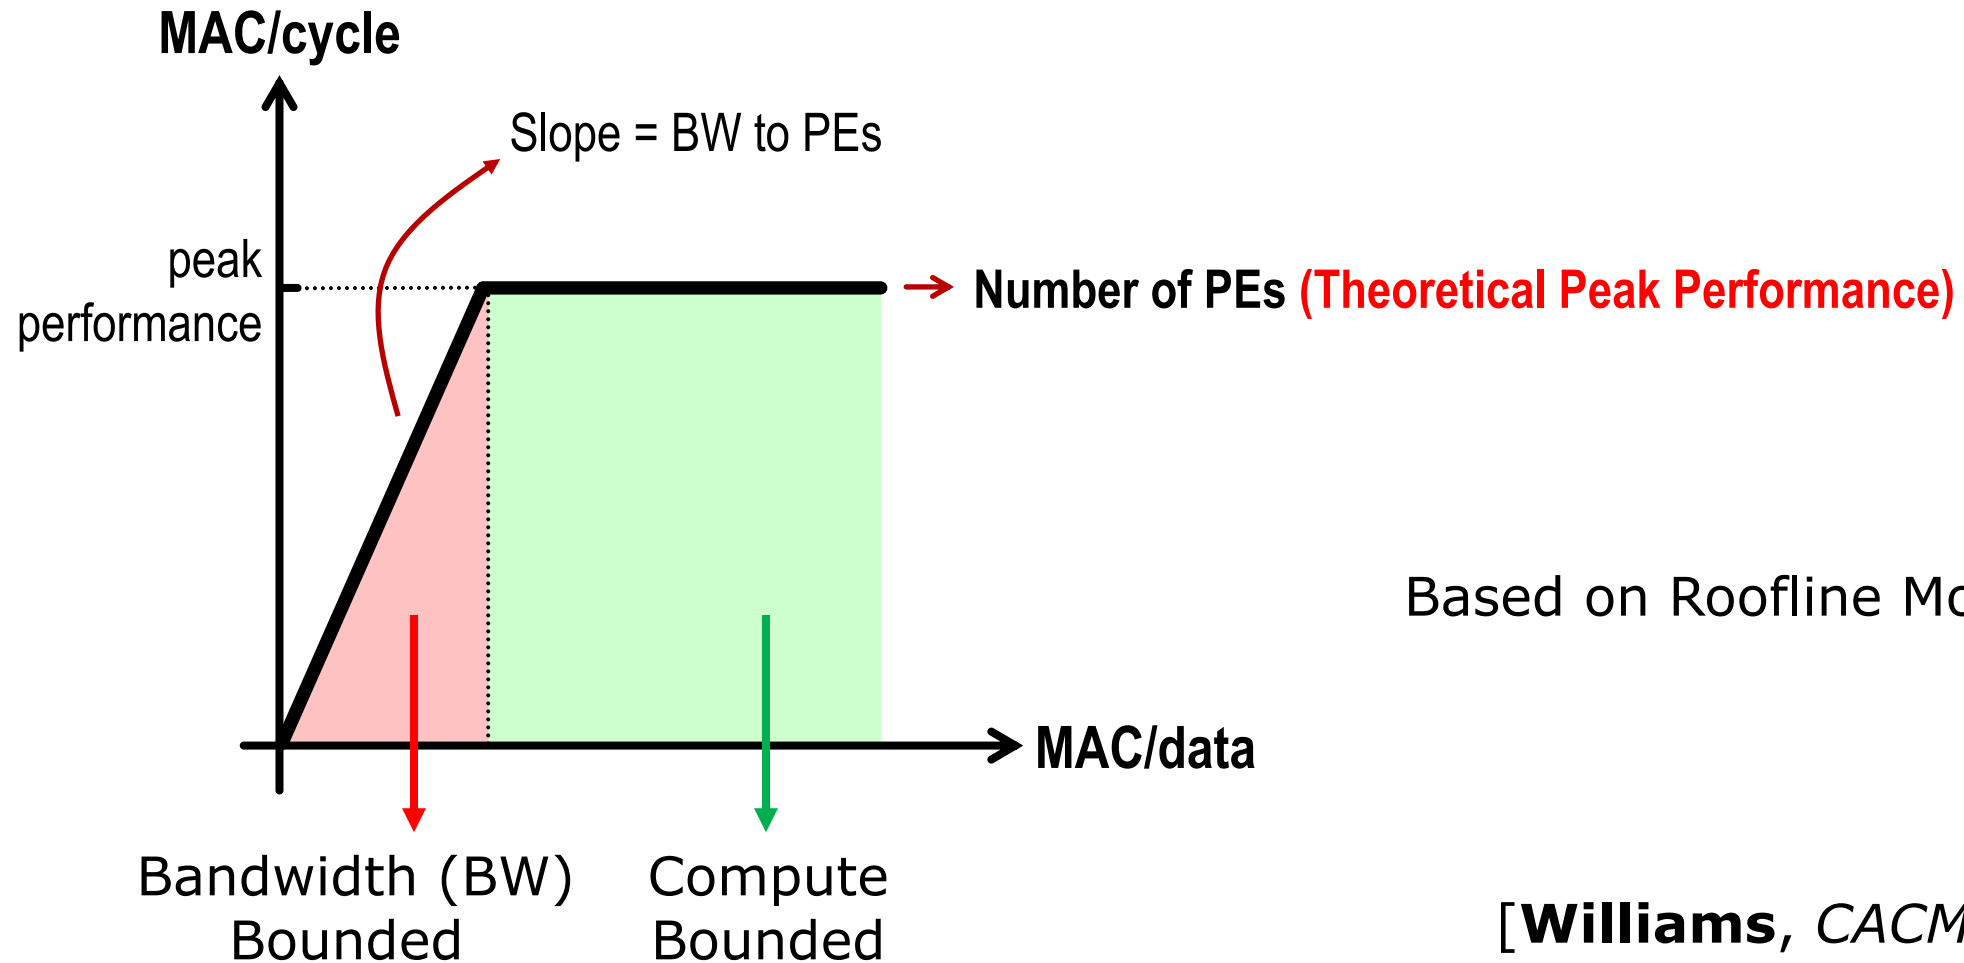 MAC/cycle
Slope = BW to PEs
peak
performance
Number of PEs (Theoretical Peak Performance)
Based on Roofline
MAC/data
Bandwidth (BW)
Bounded
Compute
Bounded
[Williams, CACM